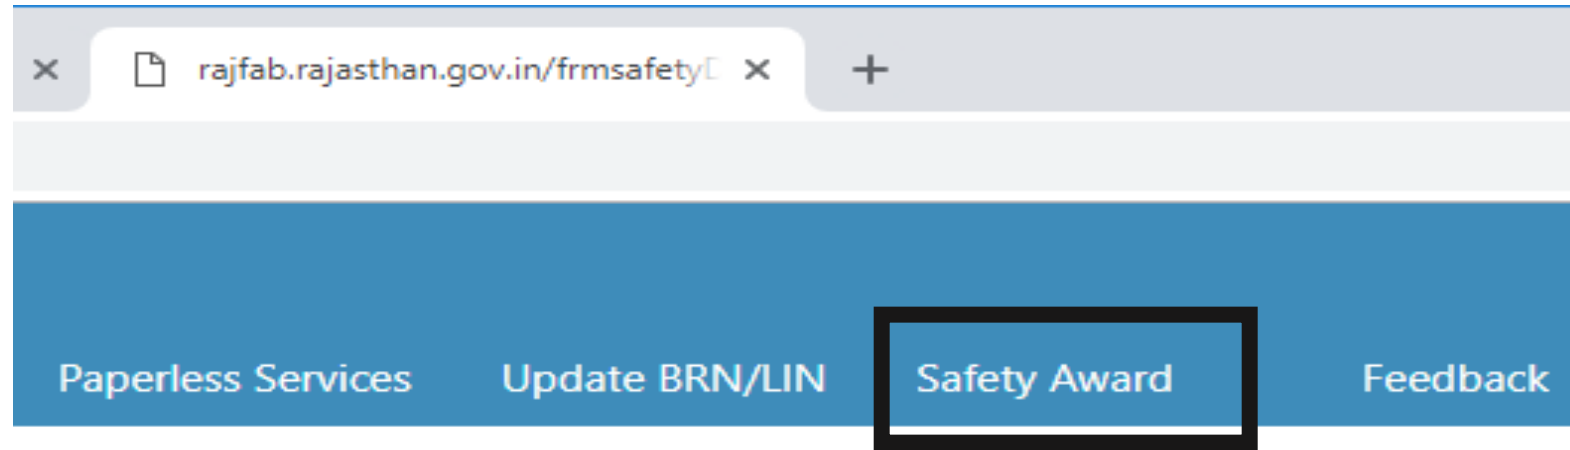 rajfab.rajasthan.gov.in/frmsafety
Paperless Services Update BRN/LIN Safety Award Feedback